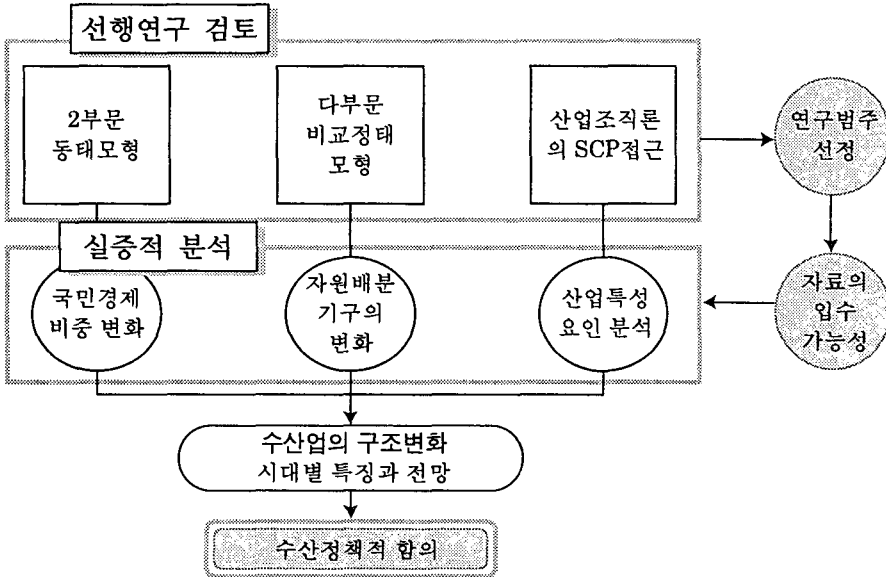 선행연구 검토
2부문
동태모형
다부문
비교정태
모형
산업조직론
의 SCP접근
연구범주
선정
실증적 분석
국민경제
비중 변화
자원배분
기구의
변화
산업특성
요인 분석
자료의
입수
가능성
수산업의 구조변화
시대별 특징과 전망
수산정책적 함의